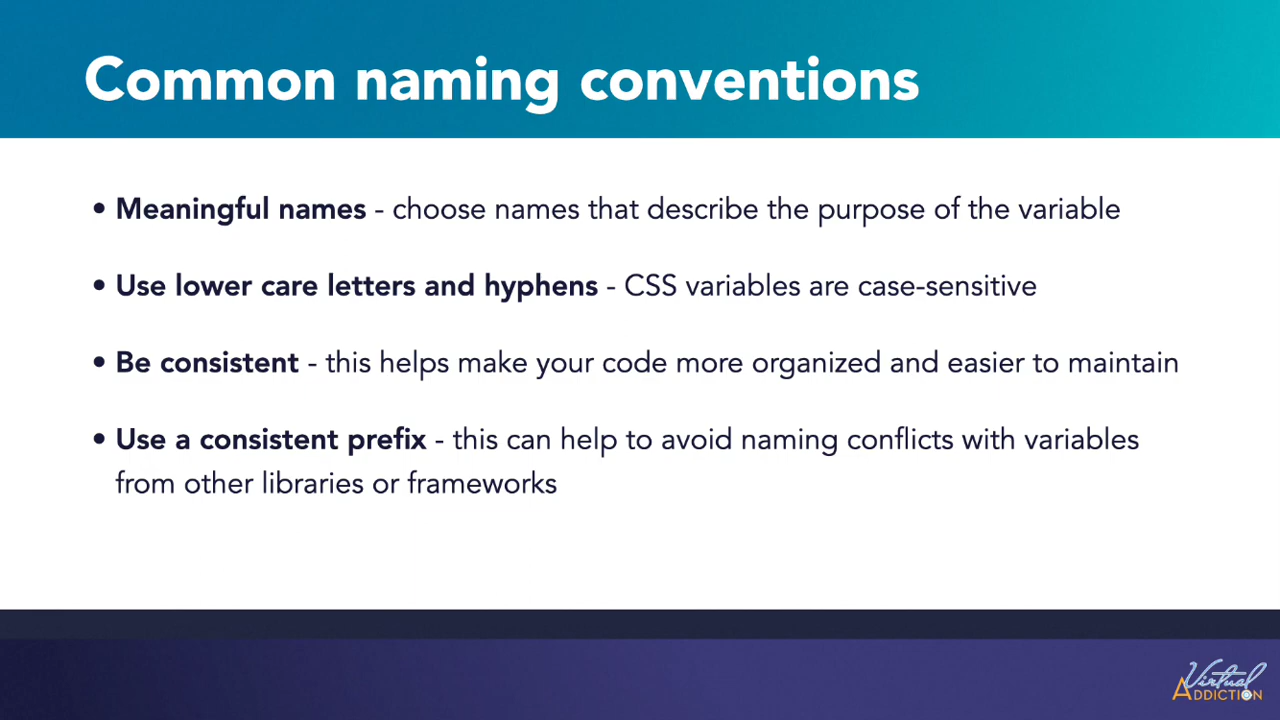 Common naming conventions
• Meaningful names - choose names that describe the purpose of the variable
• Use lower care letters and hyphens - CSS variables are case-sensitive
• Be consistent - this helps make your code more organized and easier to maintain
• Use a consistent prefix - this can help to avoid naming conflicts with variables
from other libraries or frameworks
Virtual
ADDICTION